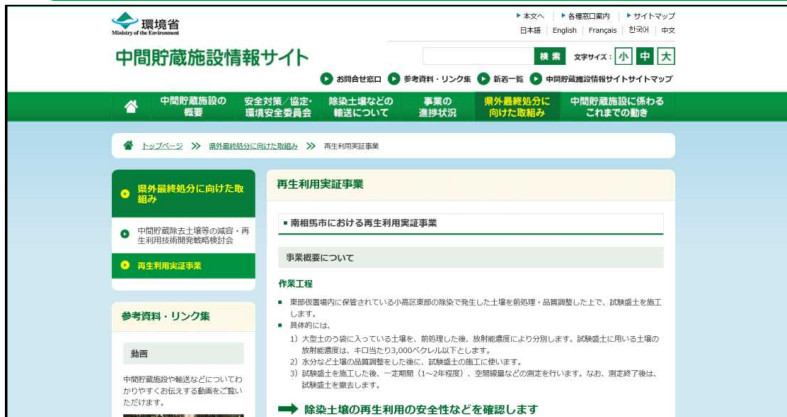 環境省
Ministry of the Environment
本文へ 各種窓口案内 サイトマップ
日本語 English Français 한국어 中文
中間貯蔵施設情報サイト
検索 文字サイズ： 小 中 大
お問合せ窓口 参考資料・リンク集 新着一覧 中間貯蔵施設情報サイトサイトマップ
中間貯蔵施設の概要 安全対策／協定・環境安全委員会 除染土壌などの輸送について 事業の進捗状況 県外最終処分に向けた取組み 中間貯蔵施設に係わるこれまでの動き
トップページ 県外最終処分に向けた取組み 再生利用実証事業
県外最終処分に向けた取
組み
中間貯蔵除去土壌等の減容・再
生利用技術開発戦略検討会
再生利用実証事業
参考資料・リンク集
動画
中間貯蔵施設や輸送などについてわ
かりやすくお伝えする動画をご覧い
ただけます。
再生利用実証事業
南相馬市における再生利用実証事業
事業概要について
作業工程
東部仮置場内に保管されている小高区東部の除染で発生した土壌を前処理・品質調整した上で、試験盛土を施工
します。
具体的には、
1）大型土のう袋に入っている土壌を、前処理した後、放射能濃度により分別します。試験盛土に用いる土壌の
放射能濃度は、キロ当たり3,000ベクレル以下とします。
2）水分など土壌の品質調整をした後に、試験盛土の施工に使います。
3）試験盛土を施工した後、一定期間（1～2年程度）、空間線量などの測定を行います。なお、測定終了後は、
試験盛土を撤去します。
除染土壌の再生利用の安全性などを確認します